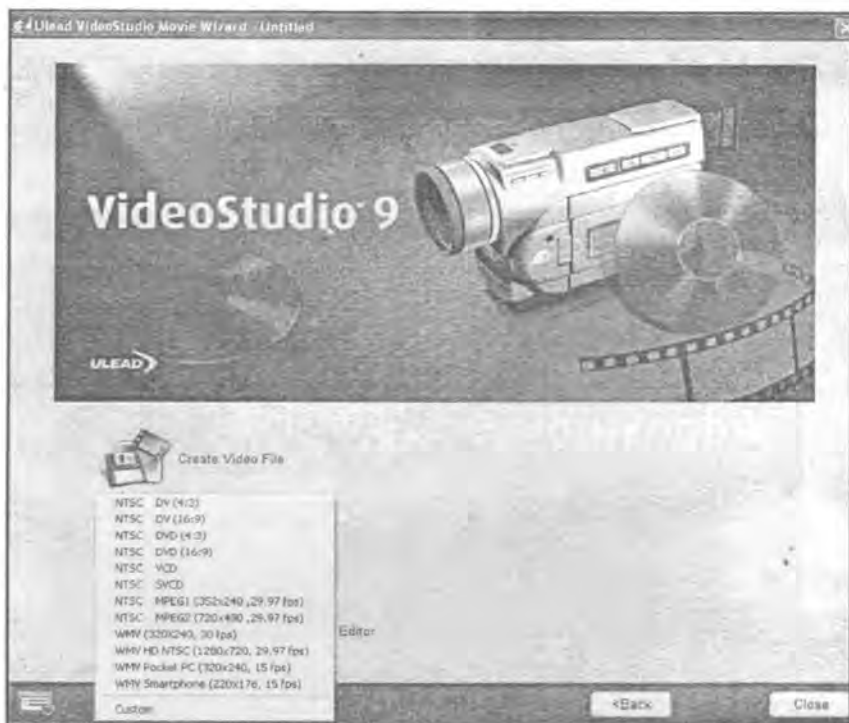 Ulead VideoStudio Movie Wizard - Untitled
VideoStudio 9
ULEAD
Create Video File
NTSC DV (4:3)
NTSC DV (16:9)
NTSC DVD (4:3)
NTSC DVD (16:9)
NTSC VCD
NTSC SVCD
NTSC MPEG1 (352x240 ,29.97 fps)
NTSC MPEG2 (720x480 ,29.97 fps)
WMV (320X240, 30 fps)
Editor
WMV HD NTSC (1280x720, 29.97 fps)
WMV Pocket PC (320x240, 15 fps)
WMV Smartphone (220x176, 15 fps)
Custom
<Back
Close